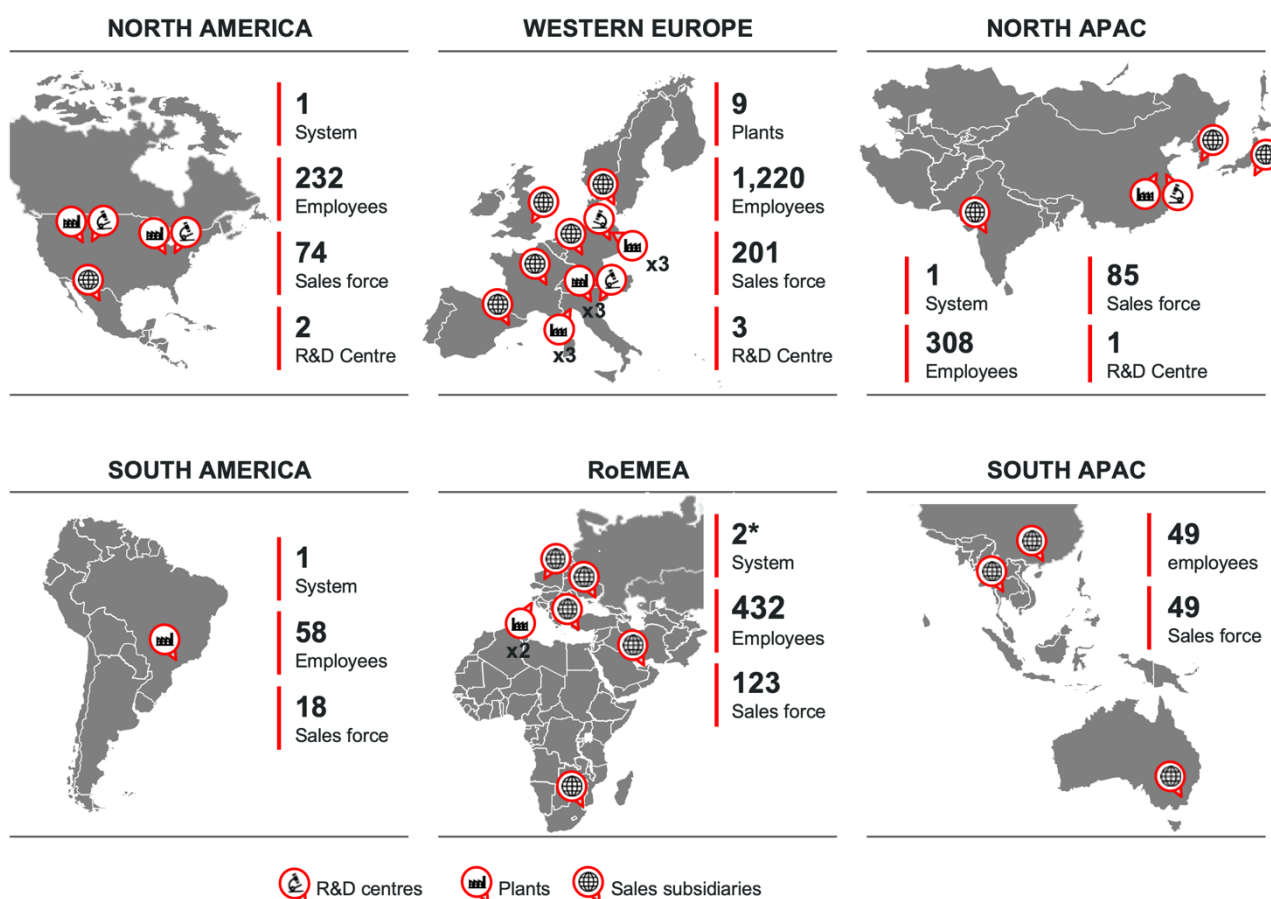 NORTH AMERICA
1
System
232
Employees
74
Sales force
2
R&D Centre
WESTERN EUROPE
9
Plants
1,220
Employees
201
Sales force
3
R&D Centre
x3
x3
x3
NORTH APAC
1
System
85
Sales force
308
Employees
1
R&D Centre
SOUTH AMERICA
1
System
58
Employees
18
Sales force
RoEMEA
2*
System
432
Employees
123
Sales force
x2
SOUTH APAC
49
employees
49
Sales force
R&D centres
Plants
Sales subsidiaries